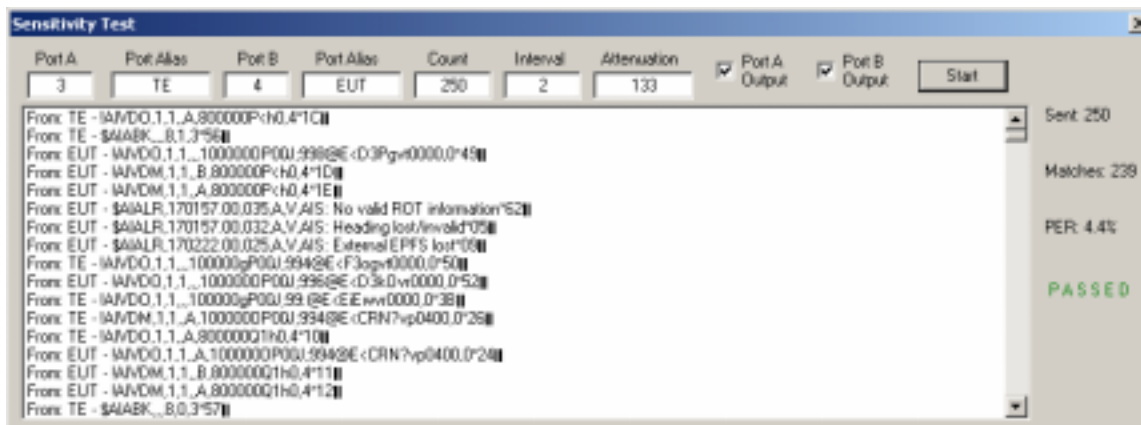 Sensitivity Test
Port A Port Alias Port B Port Alias Count Interval Attenuation Port A Output Port B Output Start
3 TE 4 EUT 250 2 133
From: TE - !AIVDO,1,1,,A,800000P<h0,4*1C
From: TE - $AIABK,,,8,1,3*56
From: EUT - !AIVDO,1,1,,,1000000P00J;998@E<D3Pgvt0000,0*49
From: EUT - !AIVDM,1,1,,B,800000P<h0,4*1D
From: EUT - !AIVDM,1,1,,A,800000P<h0,4*1E
From: EUT - $AIALR,170157.00,035,A,V,AIS: No valid ROT information*62
From: EUT - $AIALR,170157.00,032,A,V,AIS: Heading lost/invalid*05
From: EUT - $AIALR,170222.00,025,A,V,AIS: External EPFS lost*09
From: TE - !AIVDO,1,1,,,100000gP00J;994@E<F3ogvt0000,0*50
From: EUT - !AIVDO,1,1,,,1000000P00J;996@E<D3k0vr0000,0*52
From: TE - !AIVDO,1,1,,,
From: TE - !AIVDM,1,1,,A,1000000P00J;994@E<CRN?vp0400,0*26
From: TE - !AIVDO,1,1,,A,800000Q1h0,4*10
From: EUT - !AIVDO,1,1,,A,1000000P00J;994@E<CRN?vp0400,0*24
From: EUT - !AIVDM,1,1,,B,800000Q1h0,4*11
From: EUT - !AIVDM,1,1,,A,800000Q1h0,4*12
From: TE - $AIABK,,,8,0,3*57
Sent: 250
Matches: 239
PER: 4.4%
PASSED